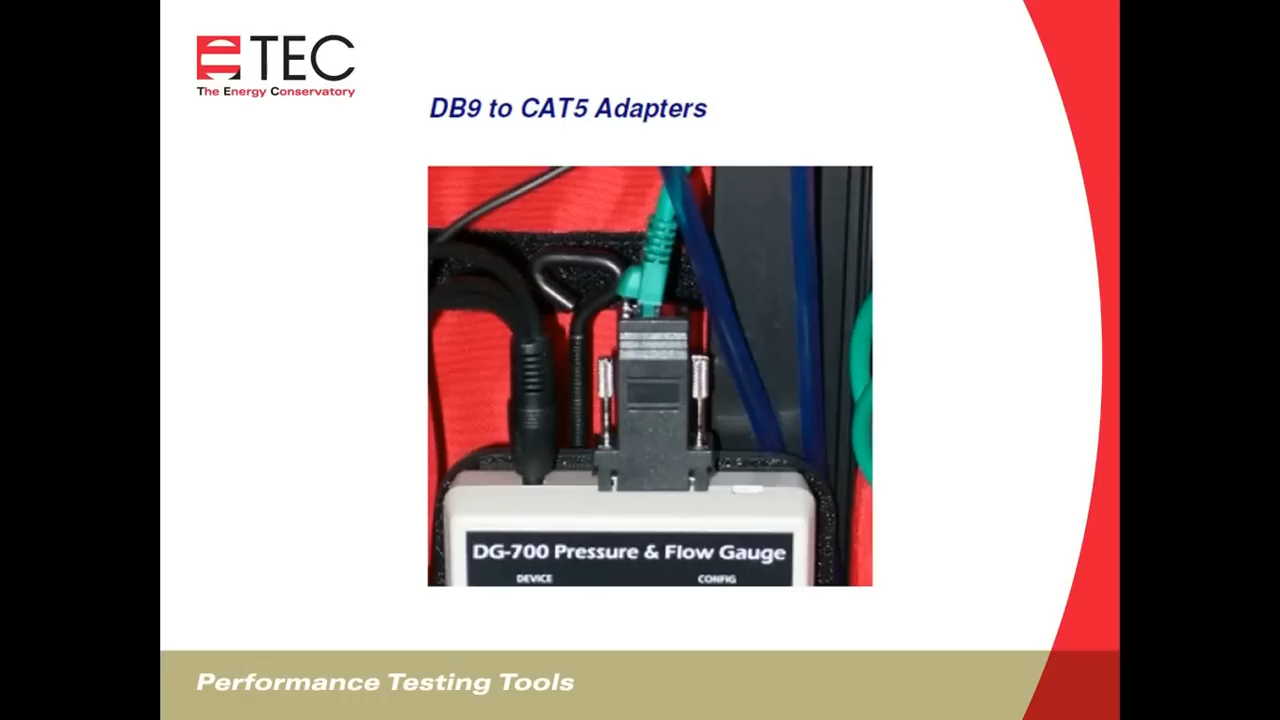 TEC
The Energy Conservatory
DB9 to CAT5 Adapters
DG-700 Pressure & Flow Gauge
DEVICE CONFIG
Performance Testing Tools